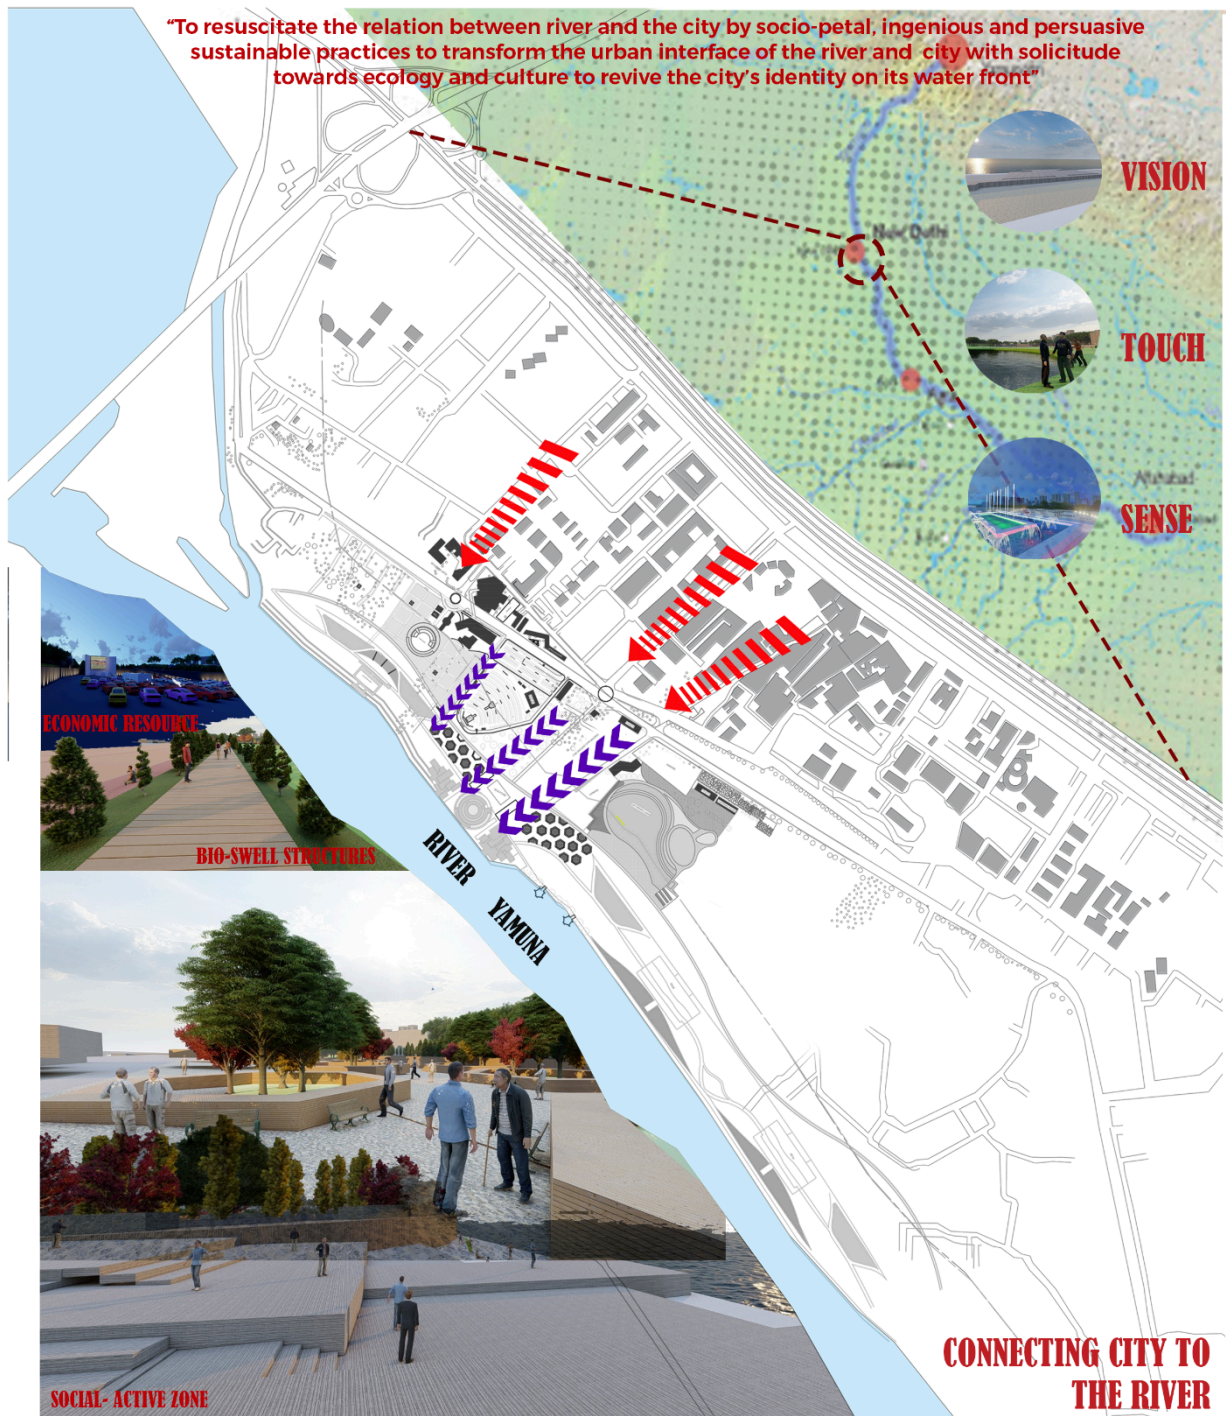 “To resuscitate the relation between river and the city by socio-petal, ingenious and persuasive
sustainable practices to transform the urban interface of the river and city with solicitude
towards ecology and culture to revive the city's identity on its water front”
VISION
New Delhi
TOUCH
SENSE
ECONOMIC RESOURCE
BIO-SWELL STRUCTURES
RIVER
YAMUNA
SOCIAL- ACTIVE ZONE
CONNECTING CITY TO
THE RIVER